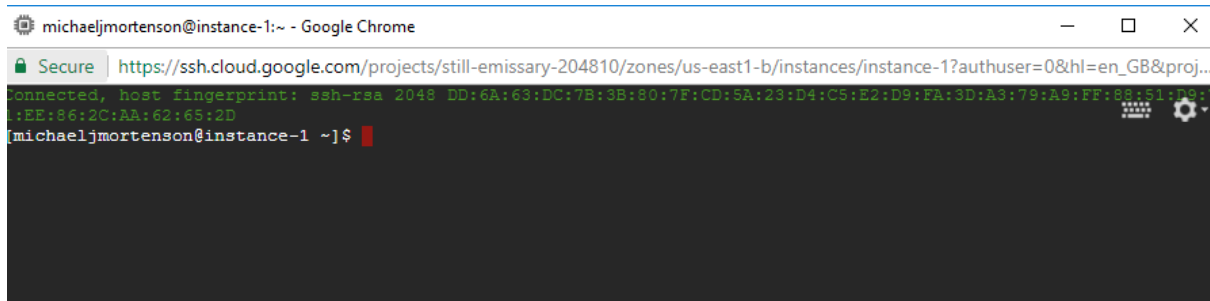 michaeljmortenson@instance-1:~ - Google Chrome
Secure https://ssh.cloud.google.com/projects/still-emissary-204810/zones/us-east1-b/instances/instance-1?authuser=0&hl=en_GB&proj...
Connected, host fingerprint: ssh-rsa 2048 DD:6A:63:DC:7B:3B:80:7F:CD:5A:23:D4:C5:E2:D9:FA:3D:A3:79:A9:FF:88:51:D9:
:EE:86:2C:AA:62:65:2D
[michaeljmortenson@instance-1 ~]$